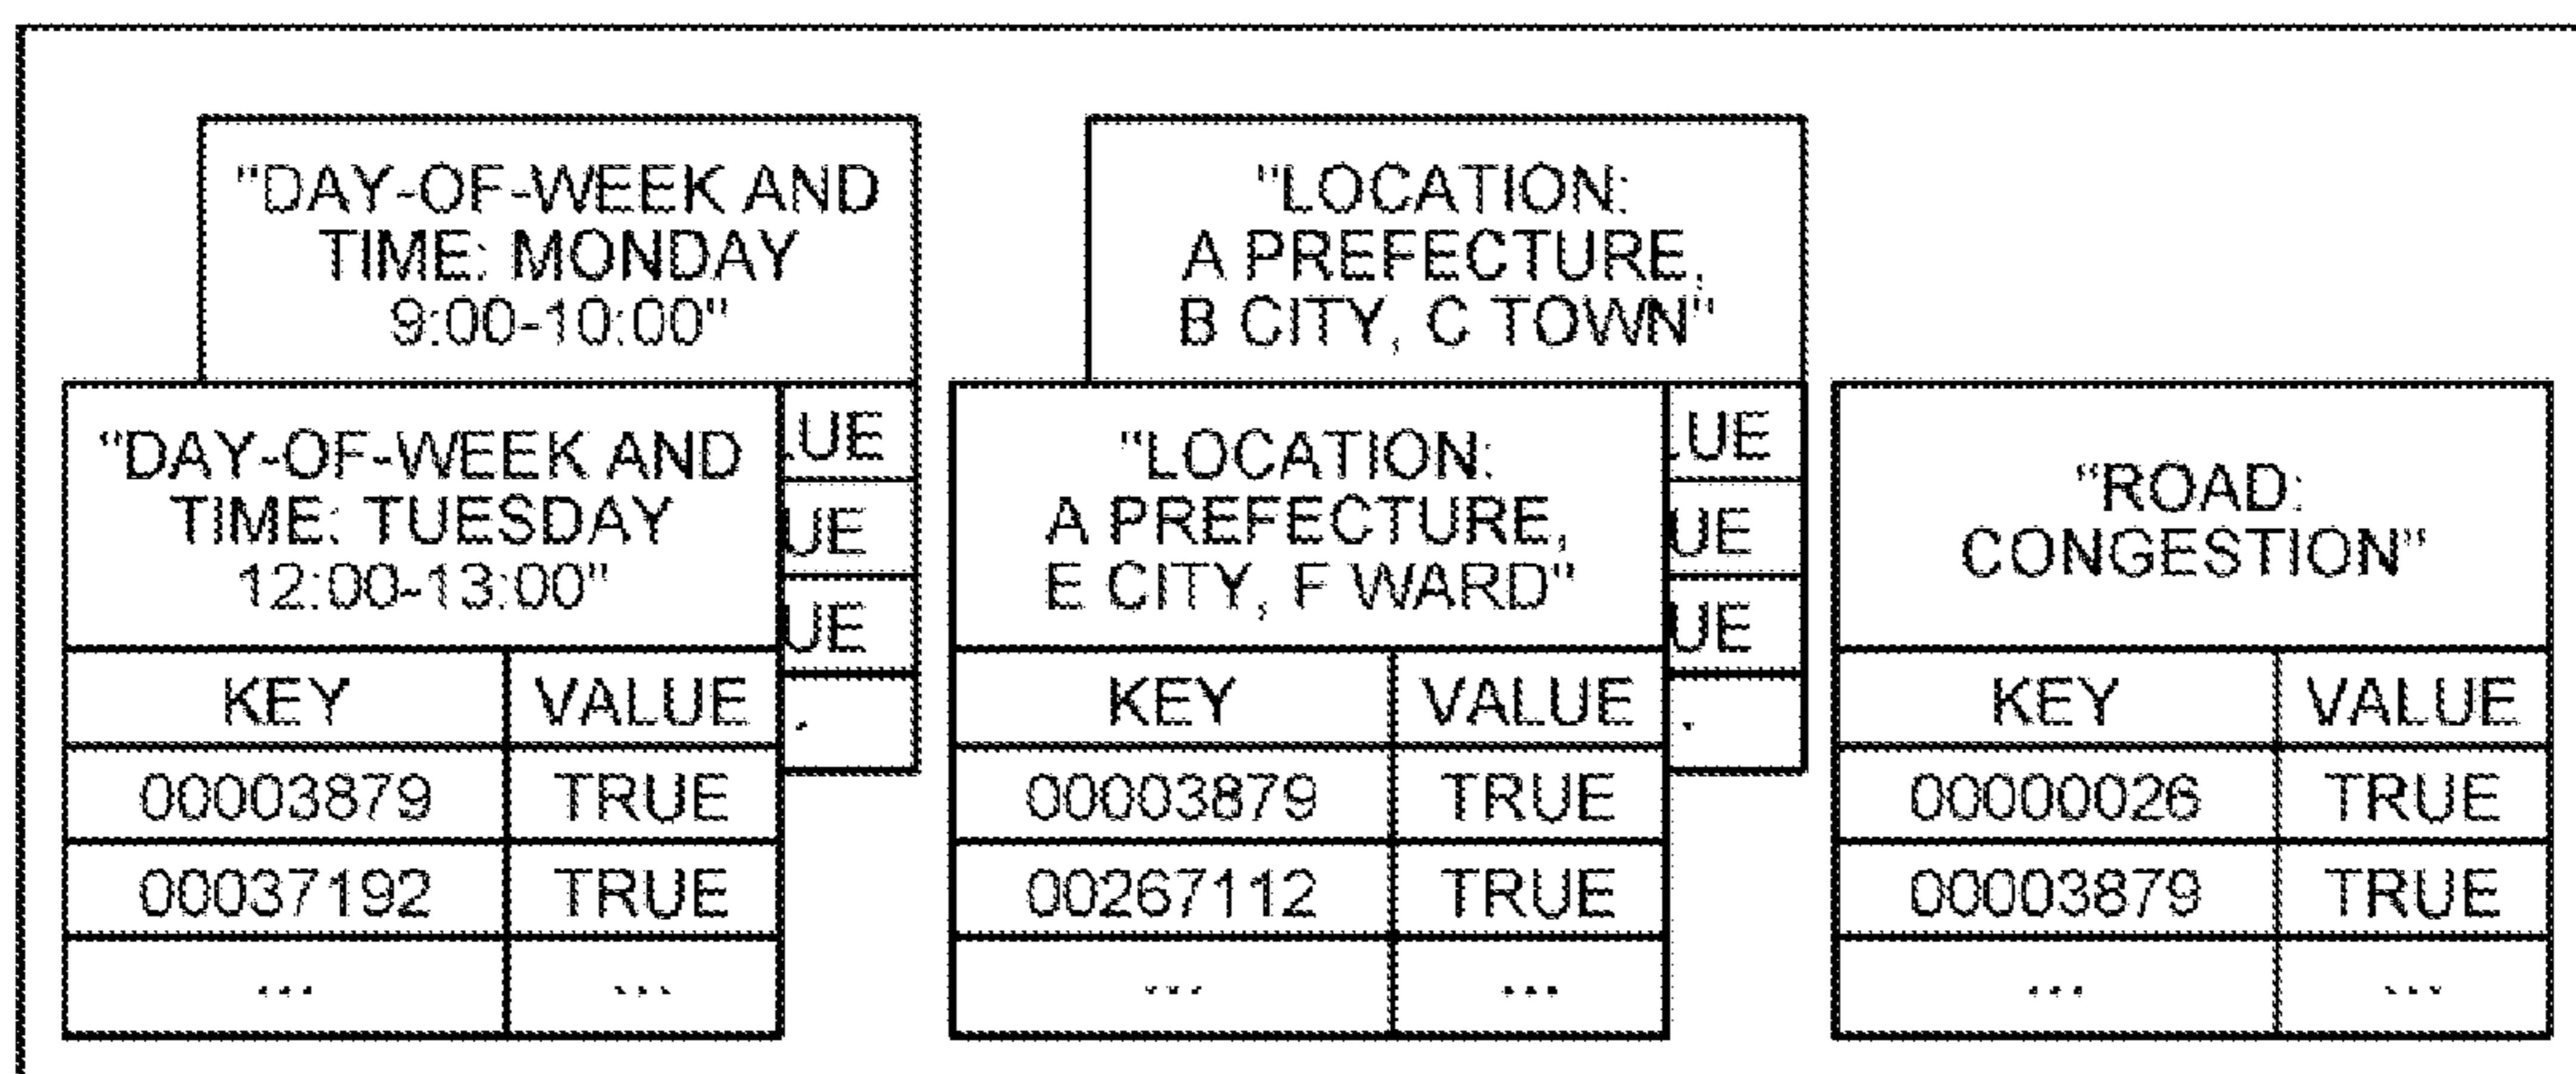 "DAY-OF-WEEK AND
TIME: MONDAY
9:00-10:00"
"LOCATION:
A PREFECTURE,
B CITY, C TOWN"
"DAY-OF-WEEK AND
TIME: TUESDAY
12:00-13:00"
KEY VALUE
00003879 TRUE
00037192 TRUE
... ...
LUE
UE
UE
.
"LOCATION:
A PREFECTURE,
E CITY, F WARD"
KEY VALUE
00003879 TRUE
00267112 TRUE
... ...
LUE
UE
UE
.
"ROAD:
CONGESTION"
KEY VALUE
00000026 TRUE
00003879 TRUE
... ...